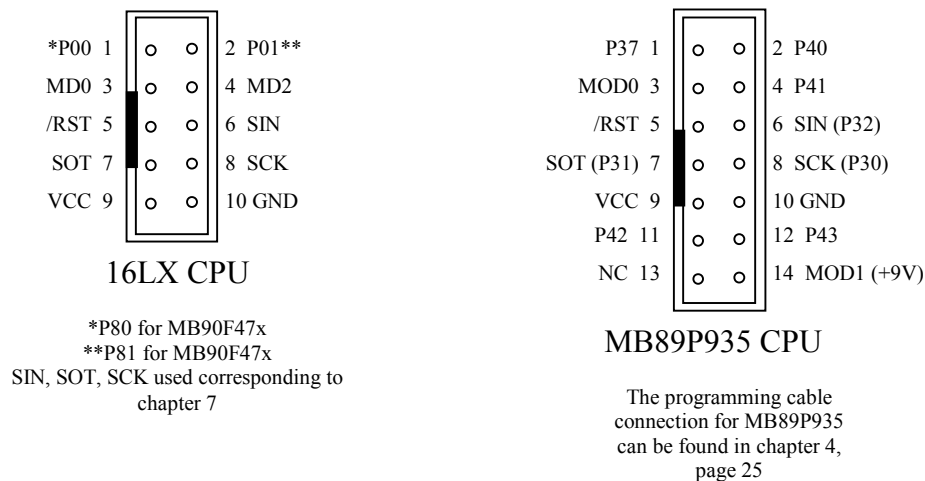 *P00 1
2 P01**
MD0 3
4 MD2
/RST 5
6 SIN
SOT 7
8 SCK
VCC 9
10 GND
16LX CPU
*P80 for MB90F47x
**P81 for MB90F47x
SIN, SOT, SCK used corresponding to
chapter 7
P37 1
2 P40
MOD0 3
4 P41
/RST 5
6 SIN (P32)
SOT (P31) 7
8 SCK (P30)
VCC 9
10 GND
P42 11
12 P43
NC 13
14 MOD1 (+9V)
MB89P935 CPU
The programming cable
connection for MB89P935
can be found in chapter 4,
page 25